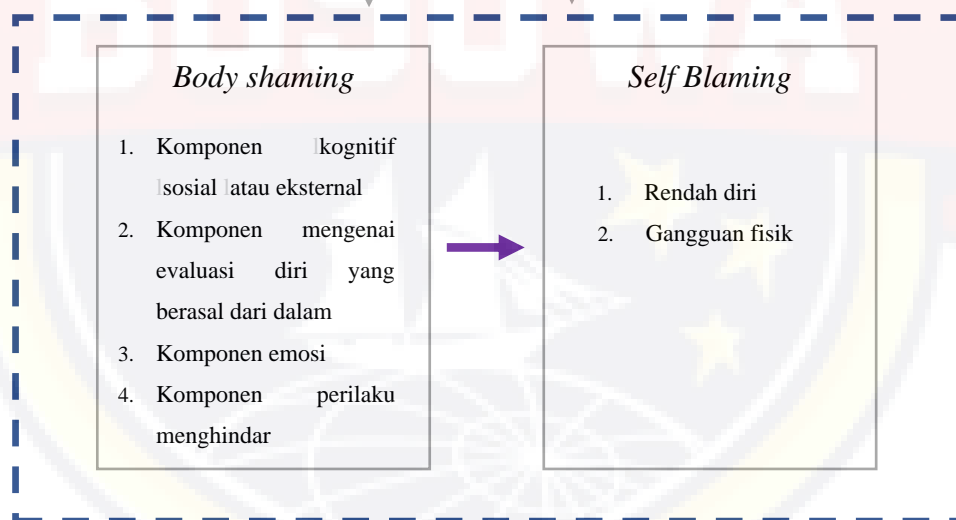 Body shaming
1. Komponen kognitif
sosial atau eksternal
2. Komponen mengenai
evaluasi diri yang
berasal dari dalam
3. Komponen emosi
4. Komponen perilaku
menghindar
Self Blaming
1. Rendah diri
2. Gangguan fisik